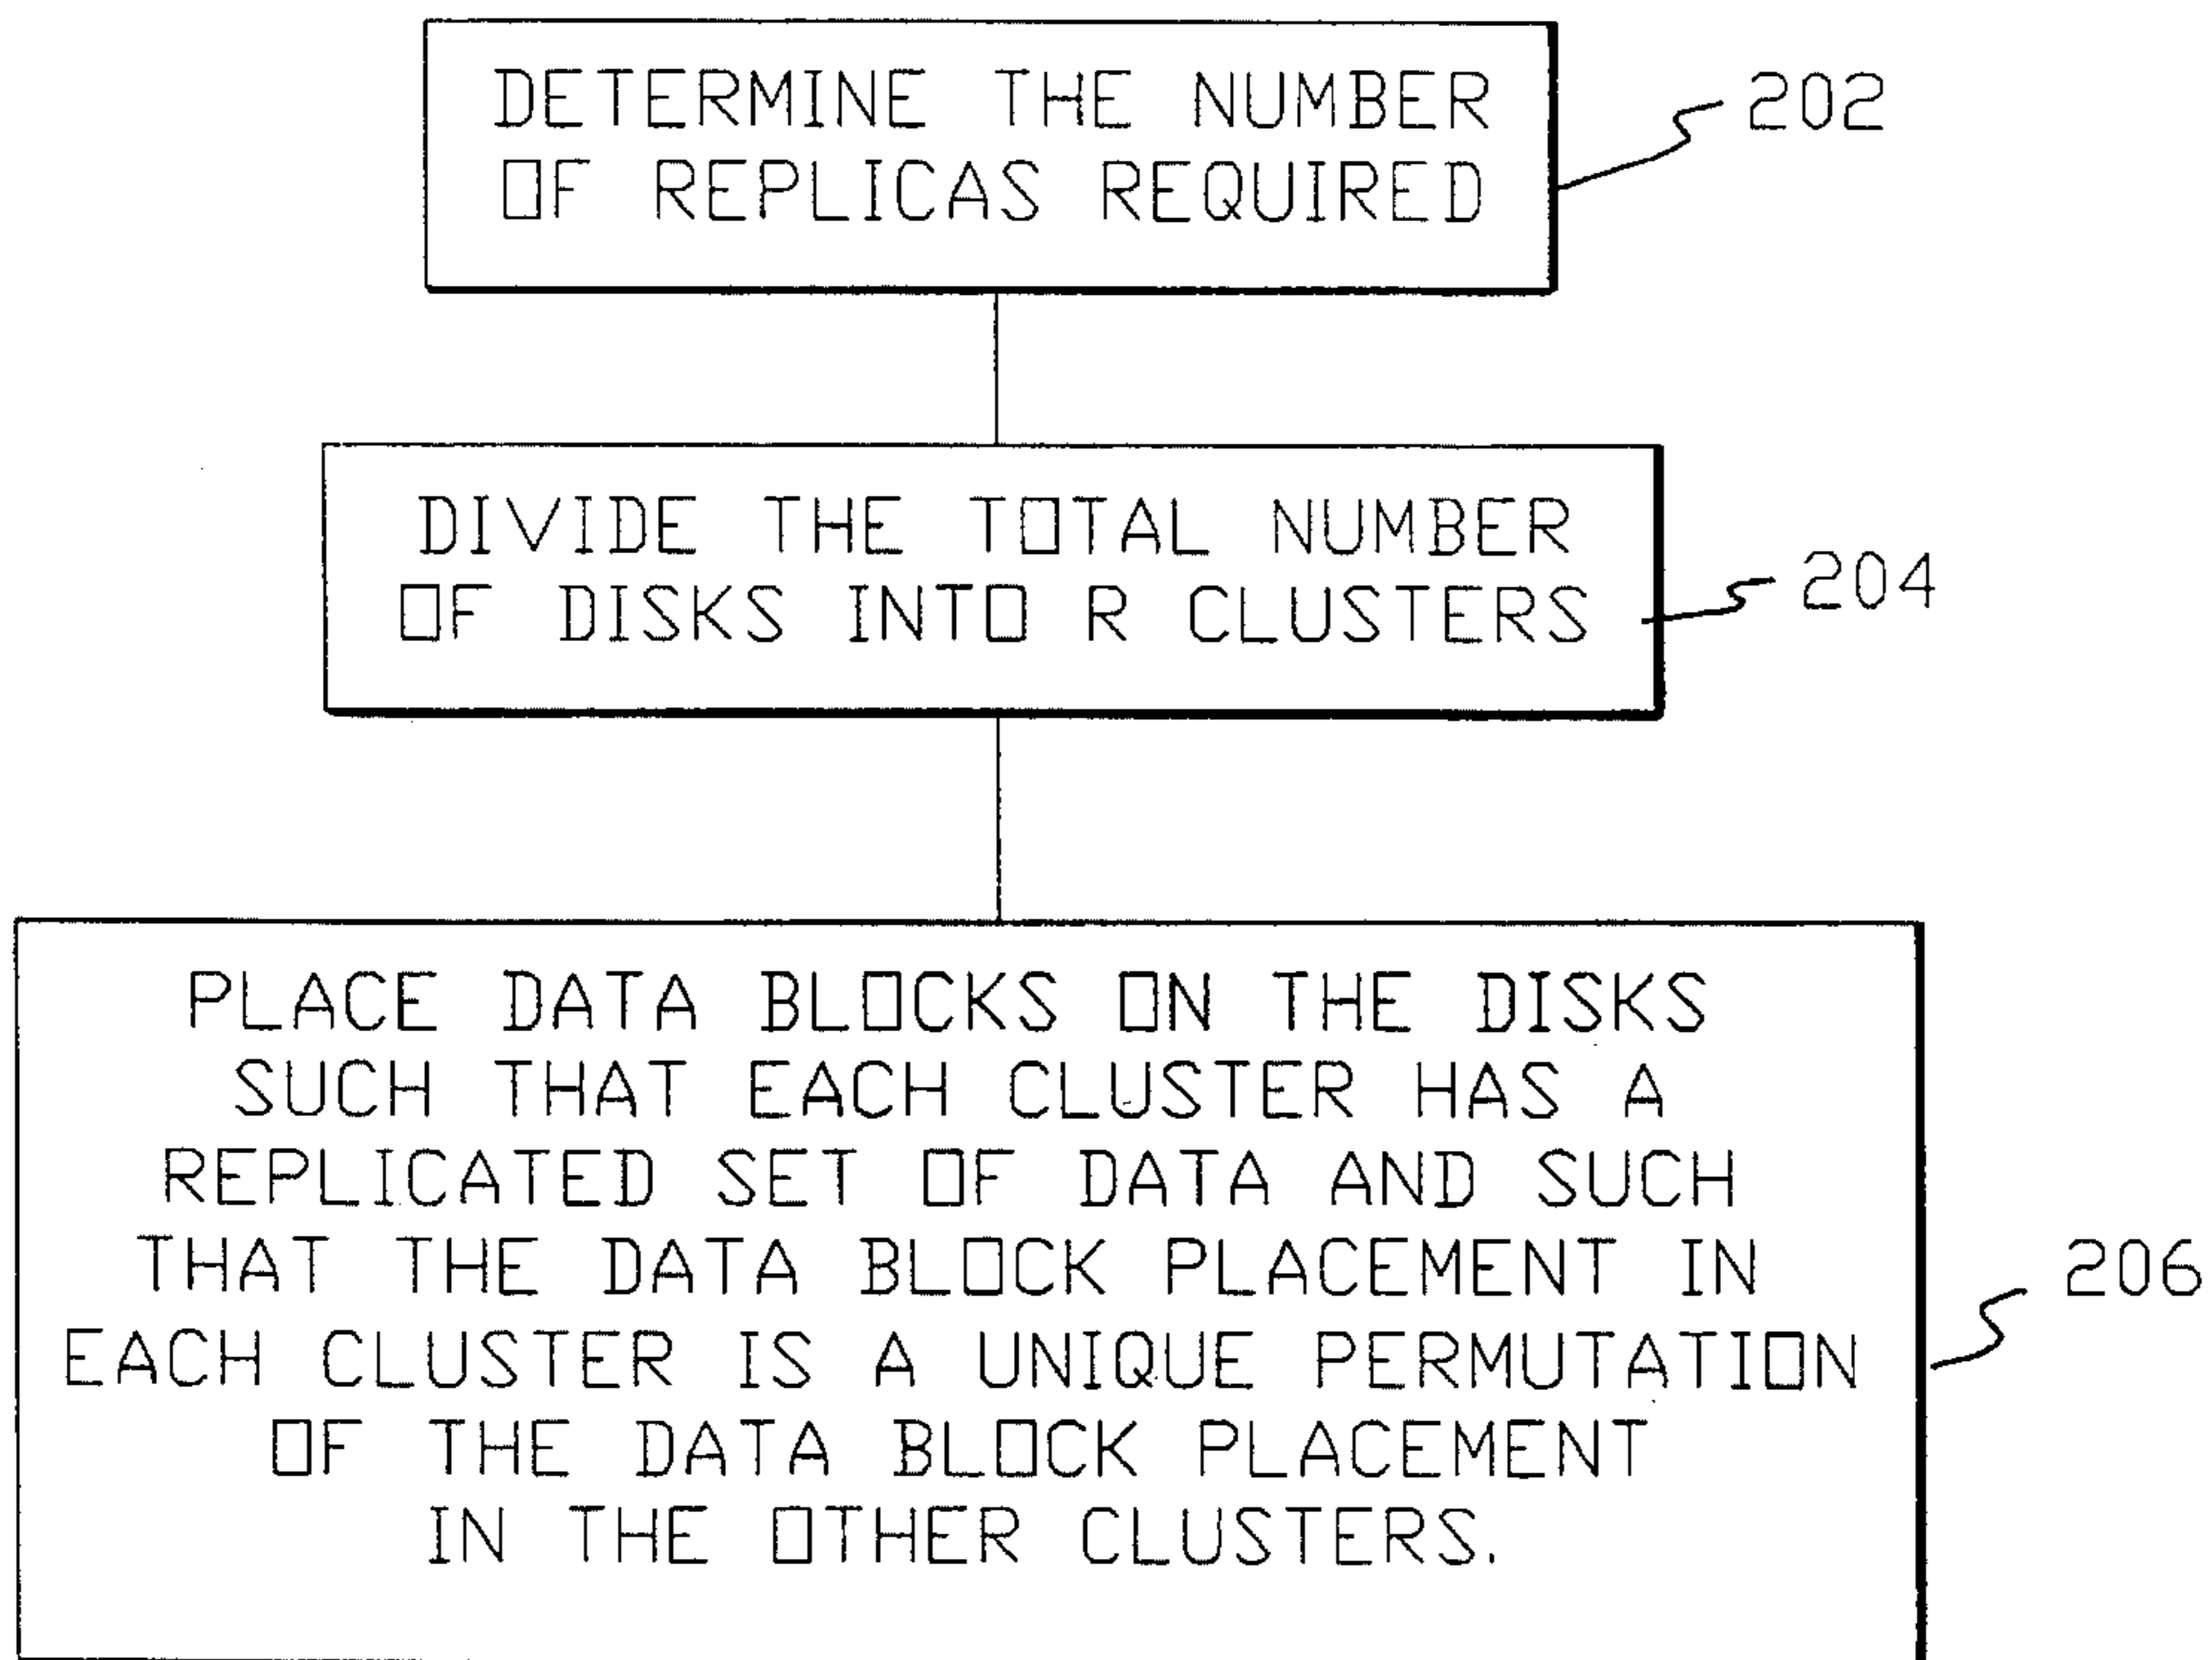 DETERMINE THE NUMBER
OF REPLICAS REQUIRED
202
DIVIDE THE TOTAL NUMBER
OF DISKS INTO R CLUSTERS
204
PLACE DATA BLOCKS ON THE DISKS
SUCH THAT EACH CLUSTER HAS A
REPLICATED SET OF DATA AND SUCH
THAT THE DATA BLOCK PLACEMENT IN
EACH CLUSTER IS A UNIQUE PERMUTATION
OF THE DATA BLOCK PLACEMENT
IN THE OTHER CLUSTERS.
206